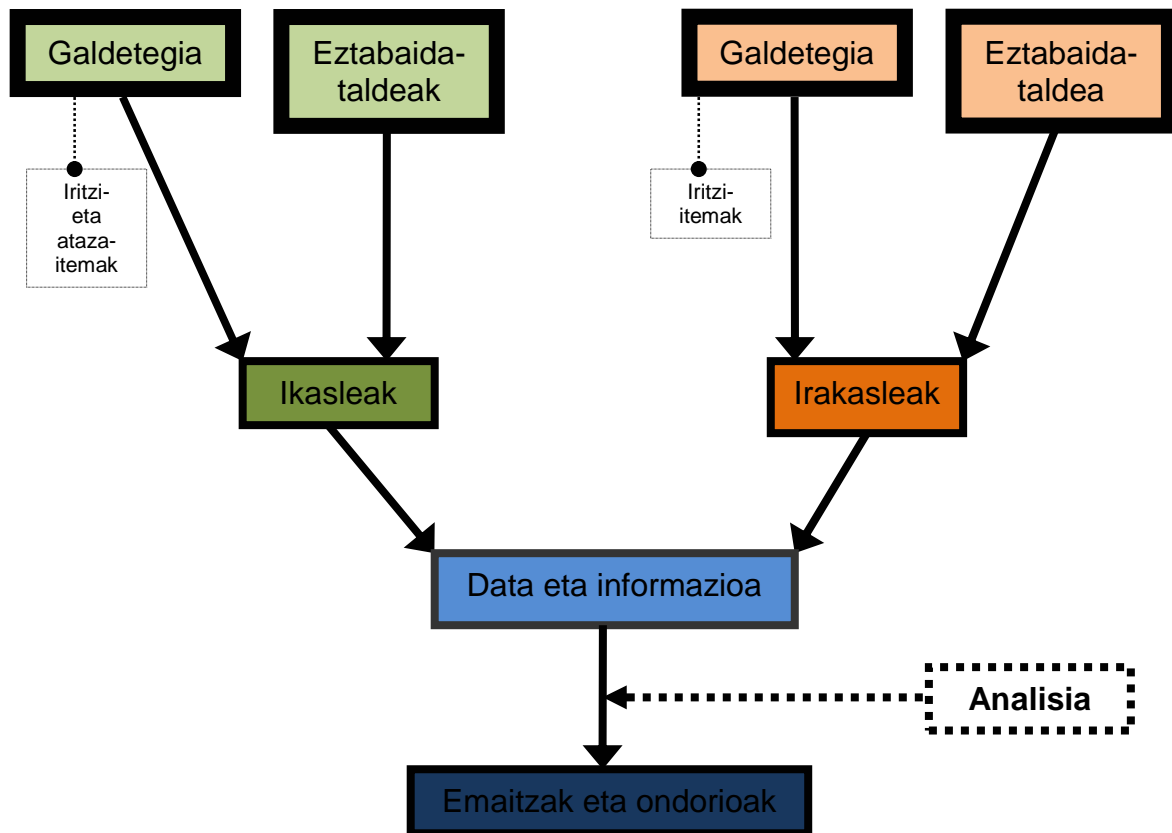 Galdetegia
Eztabaida-
taldeak
Galdetegia
Eztabaida-
taldea
Iritzi-
eta
ataza-
itemak
Iritzi-
itemak
Ikasleak
Irakasleak
Data eta informazioa
Analisia
Emaitzak eta ondorioak